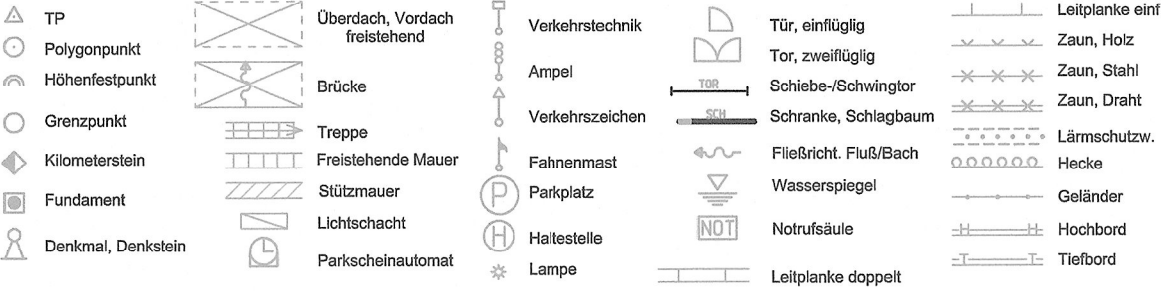 TP
Polygonpunkt
Höhenfestpunkt
Grenzpunkt
Kilometerstein
Fundament
Denkmal, Denkstein
Überdach, Vordach
freistehend
Brücke
Treppe
Freistehende Mauer
Stützmauer
Lichtschacht
Parkscheinautomat
Verkehrstechnik
Ampel
Verkehrszeichen
Fahnenmast
P Parkplatz
H Haltestelle
Lampe
Tür, einflüglig
Tor, zweiflüglig
TOR Schiebe-/Schwingtor
SCH Schranke, Schlagbaum
Fließricht. Fluß/Bach
Wasserspiegel
NOT Notrufsäule
Leitplanke doppelt
Leitplanke einf
Zaun, Holz
Zaun, Stahl
Zaun, Draht
Lärmschutzw.
Hecke
Geländer
H H Hochbord
T T Tiefbord